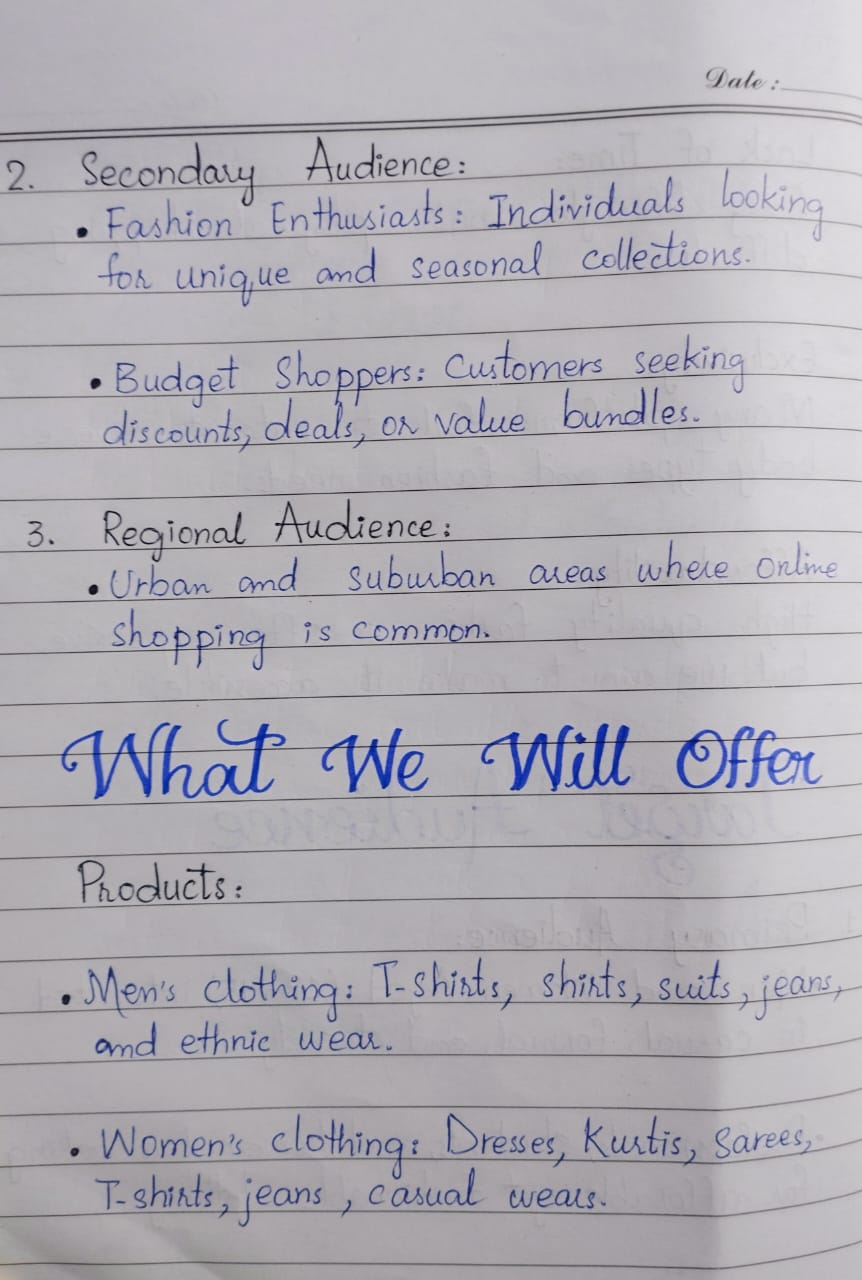 Date :
2. Secondary Audience:
• Fashion Enthusiasts: Individuals looking
for unique and seasonal collections.
• Budget Shoppers: Customers seeking
discounts, deals, or value bundles.
3. Regional Audience:
• Urban and suburban areas where online
shopping is common.
What We Will Offer
Products:
• Men's clothing: T-shirts, shirts, suits, jeans,
and ethnic wear.
• Women's clothing: Dresses, Kurtis, Sarees,
T-shirts, jeans, casual wears.